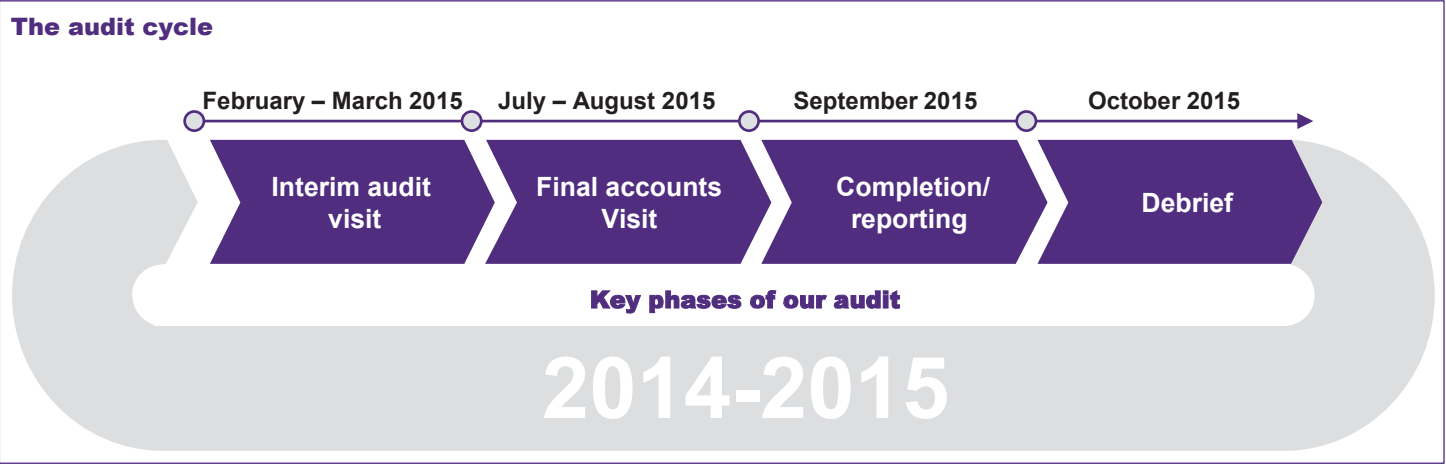 The audit cycle
February – March 2015
July – August 2015
September 2015
October 2015
Interim audit
visit
Final accounts
Visit
Completion/
reporting
Debrief
Key phases of our audit
2014-2015